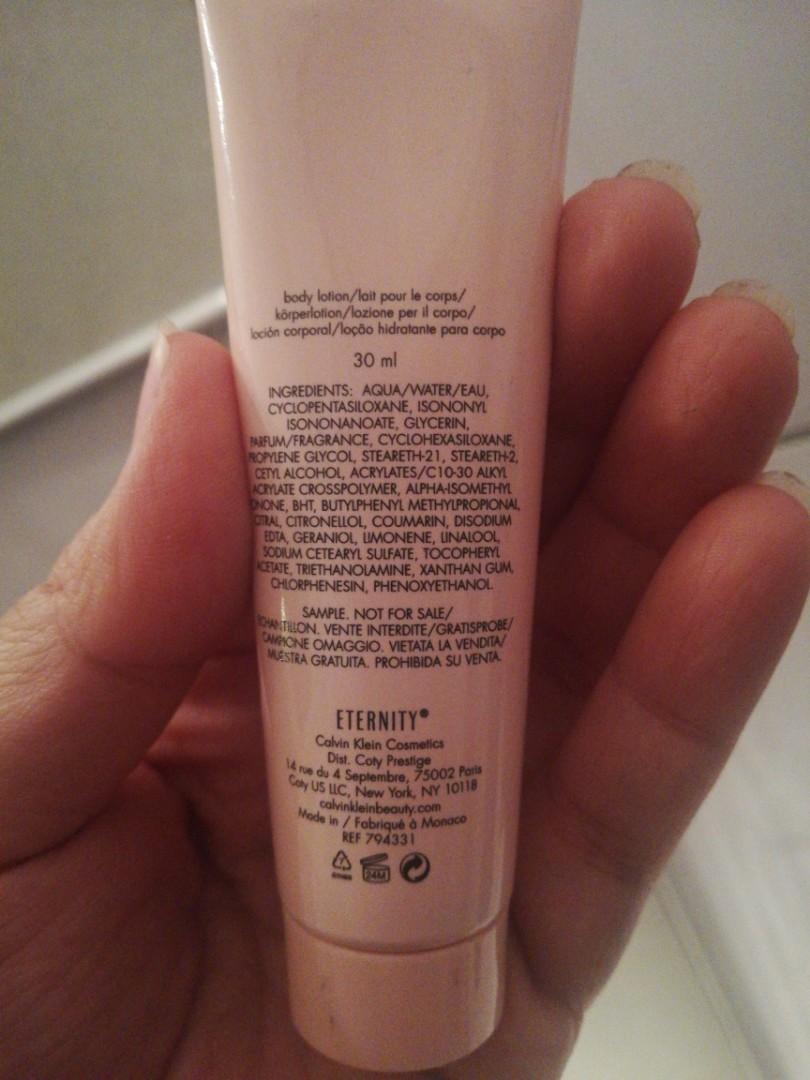 body lotion/lait pour le corps/
körperlotion/lozione per il corpo/
loción corporal/loção hidratante para corpo
30 ml
INGREDIENTS: AQUA/WATER/EAU,
CYCLOPENTASILOXANE, ISONONYL
ISONONANOATE, GLYCERIN,
PARFUM/FRAGRANCE, CYCLOHEXASILOXANE,
PROPYLENE GLYCOL, STEARETH-21, STEARETH-2,
CETYL ALCOHOL, ACRYLATES/C10-30 ALKYL
ACRYLATE CROSSPOLYMER, ALPHA-ISOMETHYL
IONONE, BHT, BUTYLPHENYL METHYLPROPIONAL,
CITRAL, CITRONELLOL, COUMARIN, DISODIUM
EDTA, GERANIOL, LIMONENE, LINALOOL,
SODIUM CETEARYL SULFATE, TOCOPHERYL
ACETATE, TRIETHANOLAMINE, XANTHAN GUM,
CHLORPHENESIN, PHENOXYETHANOL.
SAMPLE. NOT FOR SALE/
ECHANTILLON. VENTE INTERDITE/GRATISPROBE/
CAMPIONE OMAGGIO. VIETATA LA VENDITA/
MUESTRA GRATUITA. PROHIBIDA SU VENTA.
ETERNITY®
Calvin Klein Cosmetics
Dist. Coty Prestige
14 rue du 4 Septembre, 75002 Paris
Coty US LLC, New York, NY 10118
calvinkleinbeauty.com
Made in / Fabriqué à Monaco
REF 794331
7 OTHER 24M